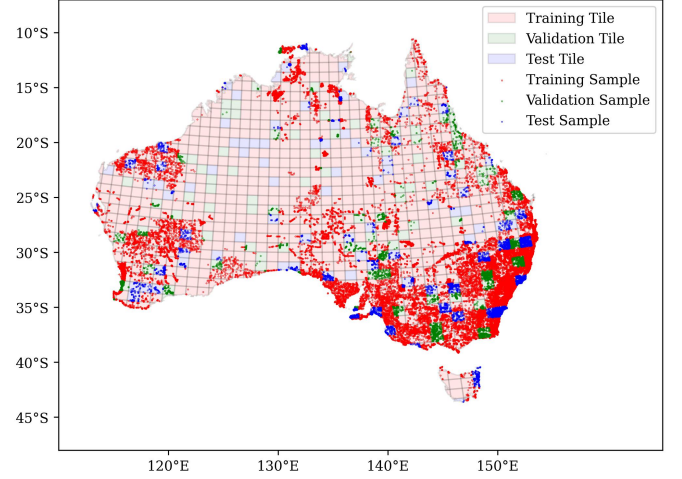 10°S
15°S
20°S
25°S
30°S
35°S
40°S
45°S
120°E
130°E
140°E
150°E
Training Tile
Validation Tile
Test Tile
Training Sample
Validation Sample
Test Sample